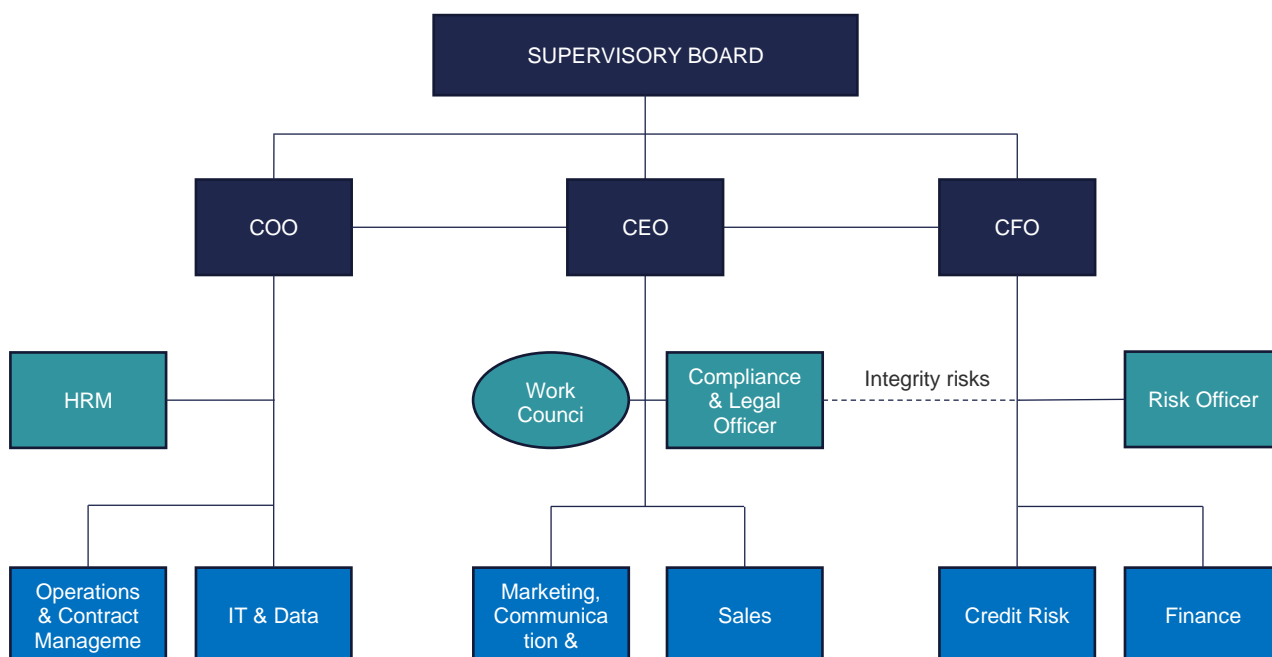 SUPERVISORY BOARD
COO
CEO
CFO
HRM
Work
Counci
Compliance
& Legal
Officer
Integrity risks
Risk Officer
Operations
& Contract
Manageme
IT & Data
Marketing,
Communica
tion &
Sales
Credit Risk
Finance